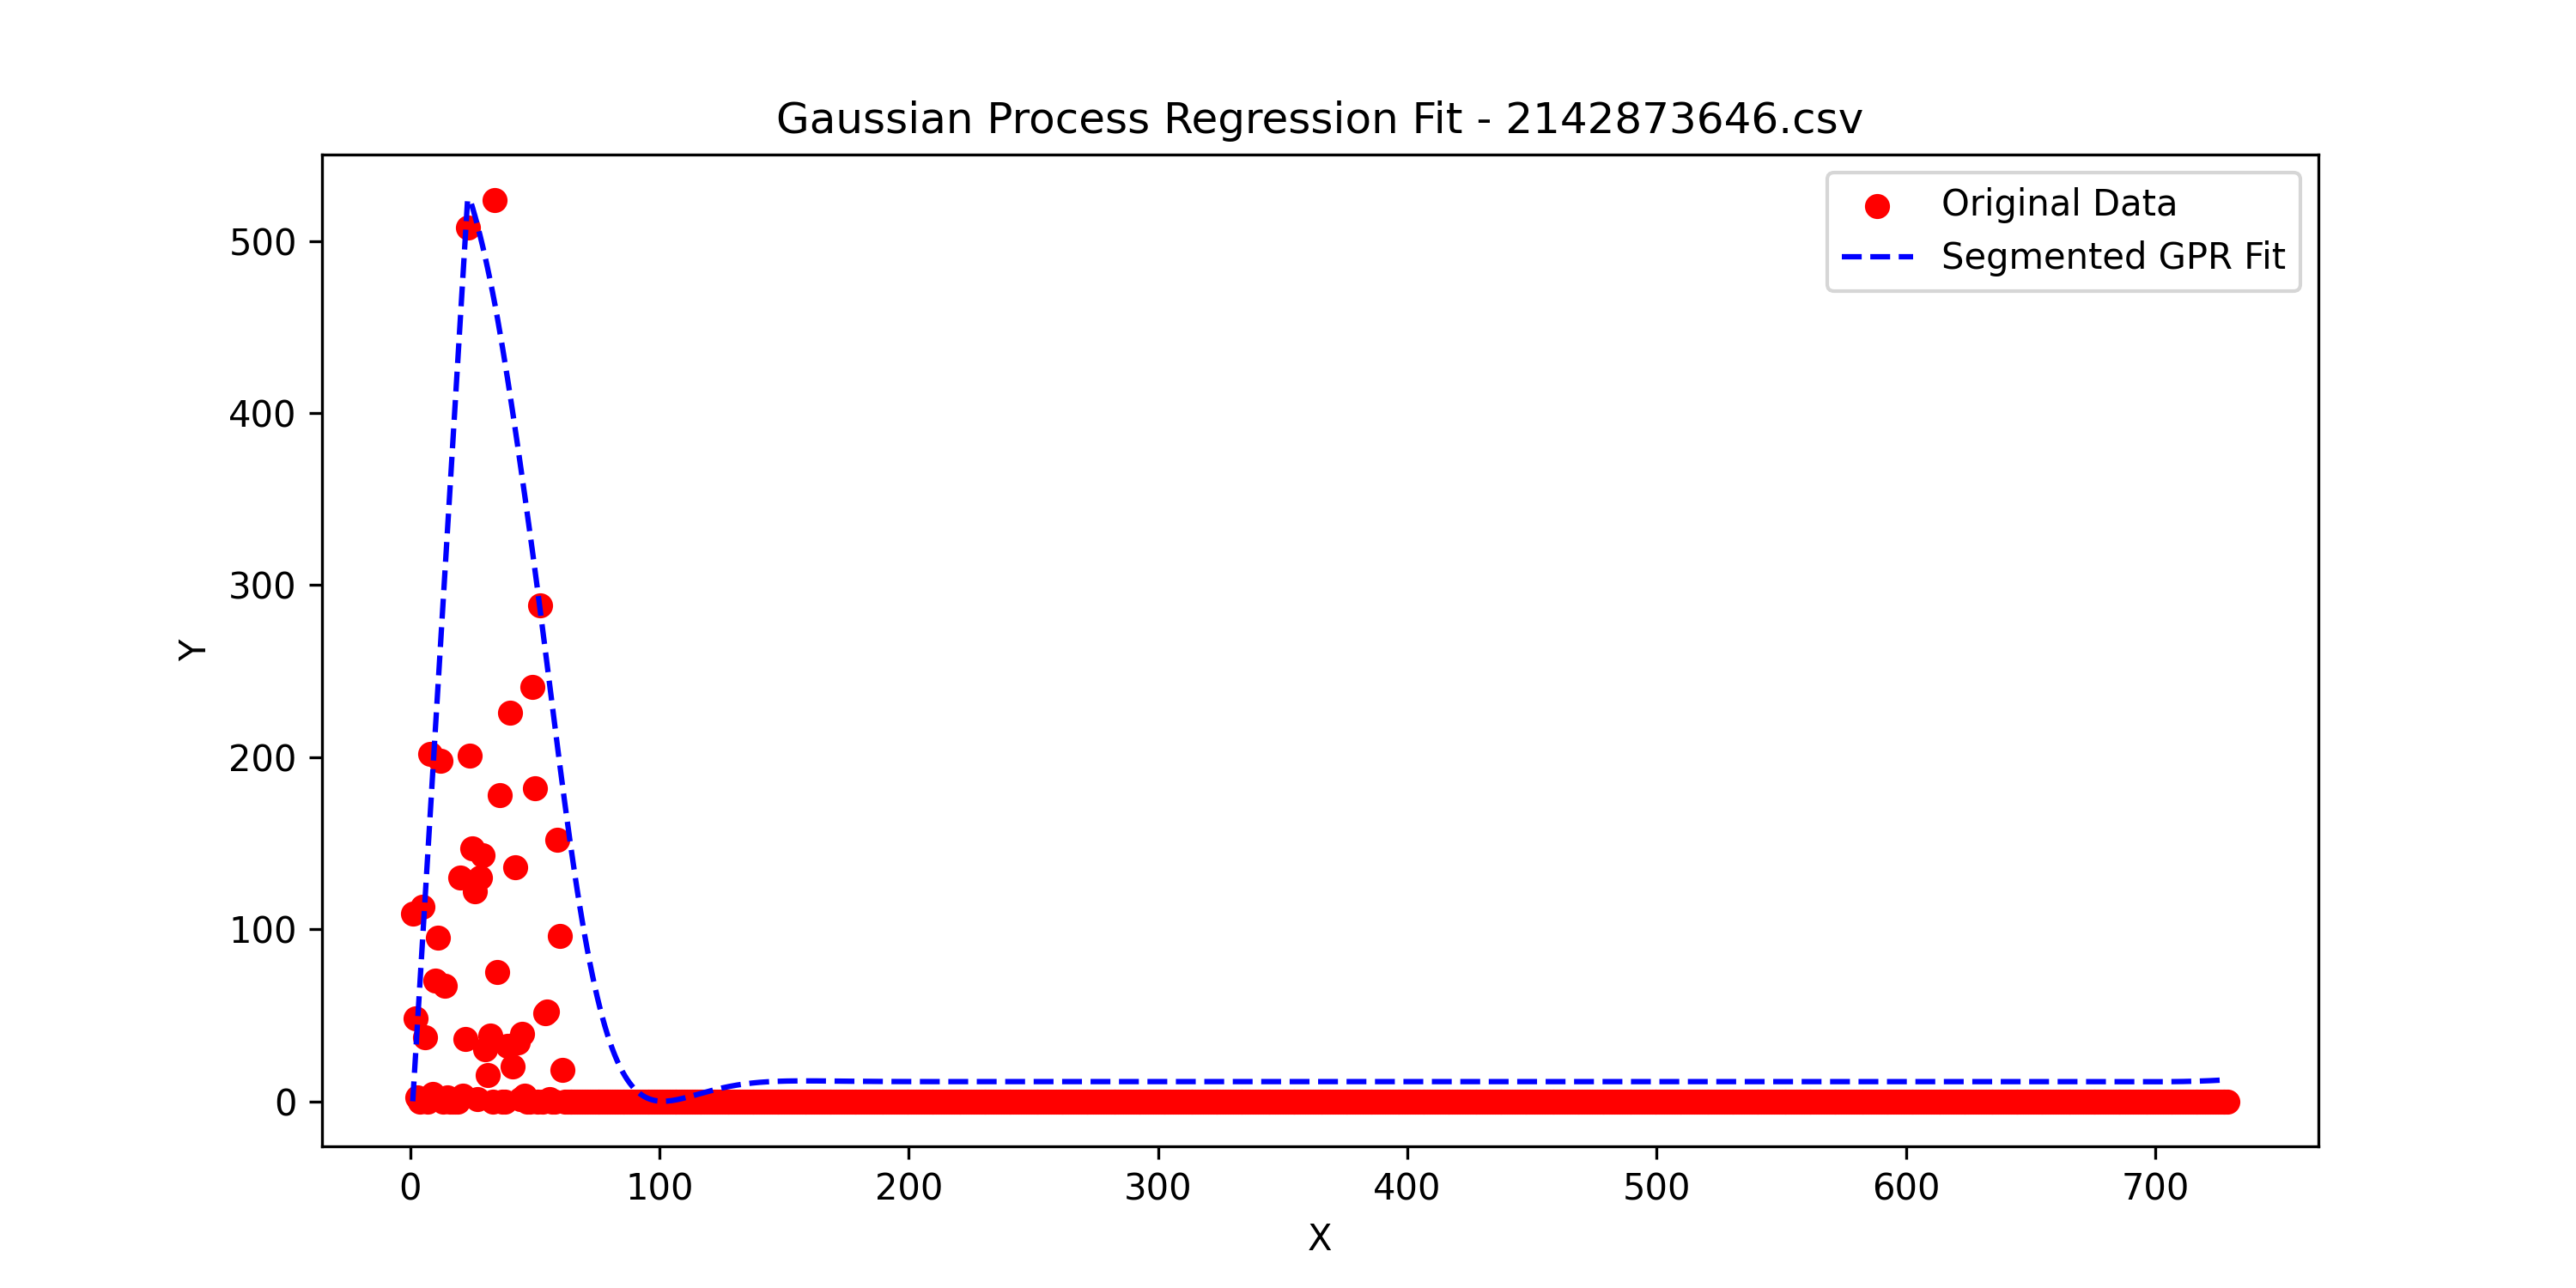 Gaussian Process Regression Fit - 2142873646.csv
Original Data
Segmented GPR Fit
500
400
300
200
100
0
Y
0 100 200 300 400 500 600 700
X